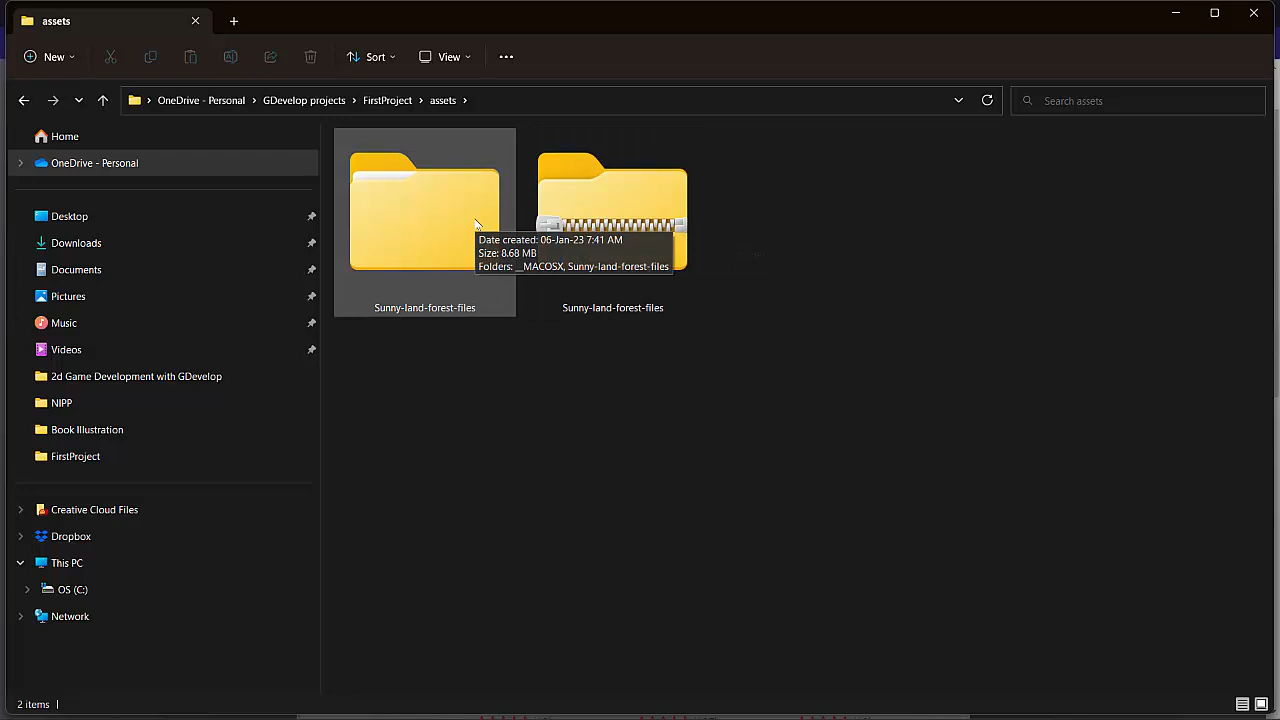 assets
New
Sort
View
OneDrive - Personal
GDevelop projects
FirstProject
assets
Search assets
Home
OneDrive - Personal
Desktop
Downloads
Documents
Pictures
Music
Videos
2d Game Development with GDevelop
NIPP
Book Illustration
FirstProject
Creative Cloud Files
Dropbox
This PC
OS (C:)
Network
Date created: 06-Jan-23 7:41 AM
Size: 8.68 MB
Folders: __MACOSX, Sunny-land-forest-files
Sunny-land-forest-files
Sunny-land-forest-files
2 items